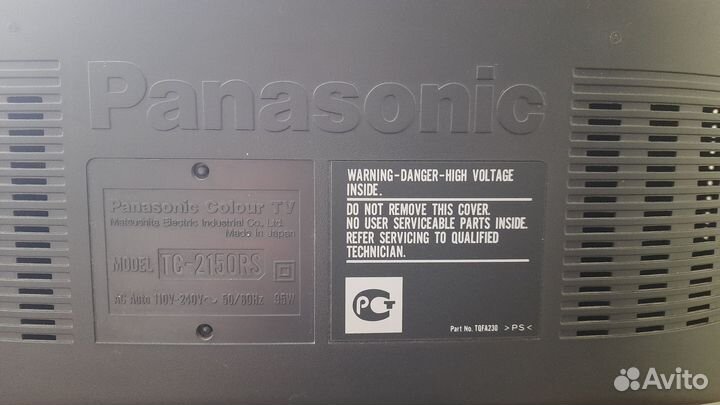 Panasonic
Panasonic Colour TV
Matsushita Electric Industrial Co., Ltd.
Made in Japan
MODEL TC-2150RS
AC Auto 110V-240V~ 50/60Hz 95W
WARNING-DANGER-HIGH VOLTAGE
INSIDE.
DO NOT REMOVE THIS COVER.
NO USER SERVICEABLE PARTS INSIDE.
REFER SERVICING TO QUALIFIED
TECHNICIAN.
РСТ
Part No. TQFA230 >PS<
Avito